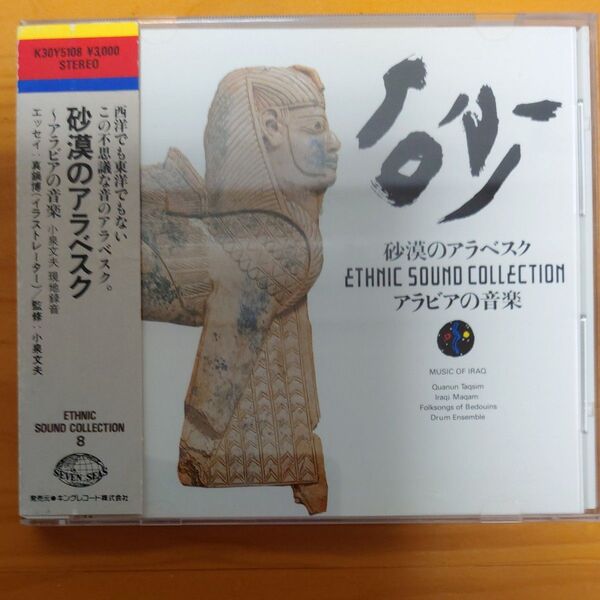 K30Y5108 ¥3,000
STEREO
西洋でも東洋でもない
この不思議な音のアラベスク。
砂漠のアラベスク
〜アラビアの音楽 小泉文夫 現地録音
エッセイ:真鍋博(イラストレーター)/監修:小泉文夫
ETHNIC
SOUND COLLECTION
8
SEVEN SEAS
発売元●キングレコード株式会社
砂
砂漠のアラベスク
ETHNIC SOUND COLLECTION
アラビアの音楽
MUSIC OF IRAQ
Quanun Taqsim
Iraqi Maqam
Folksongs of Bedouins
Drum Ensemble